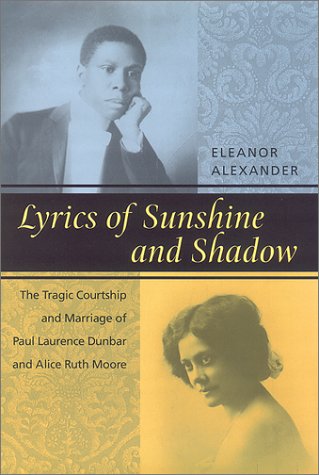 ELEANOR
ALEXANDER
Lyrics of Sunshine
and Shadow
The Tragic Courtship
and Marriage of
Paul Laurence Dunbar
and Alice Ruth Moore